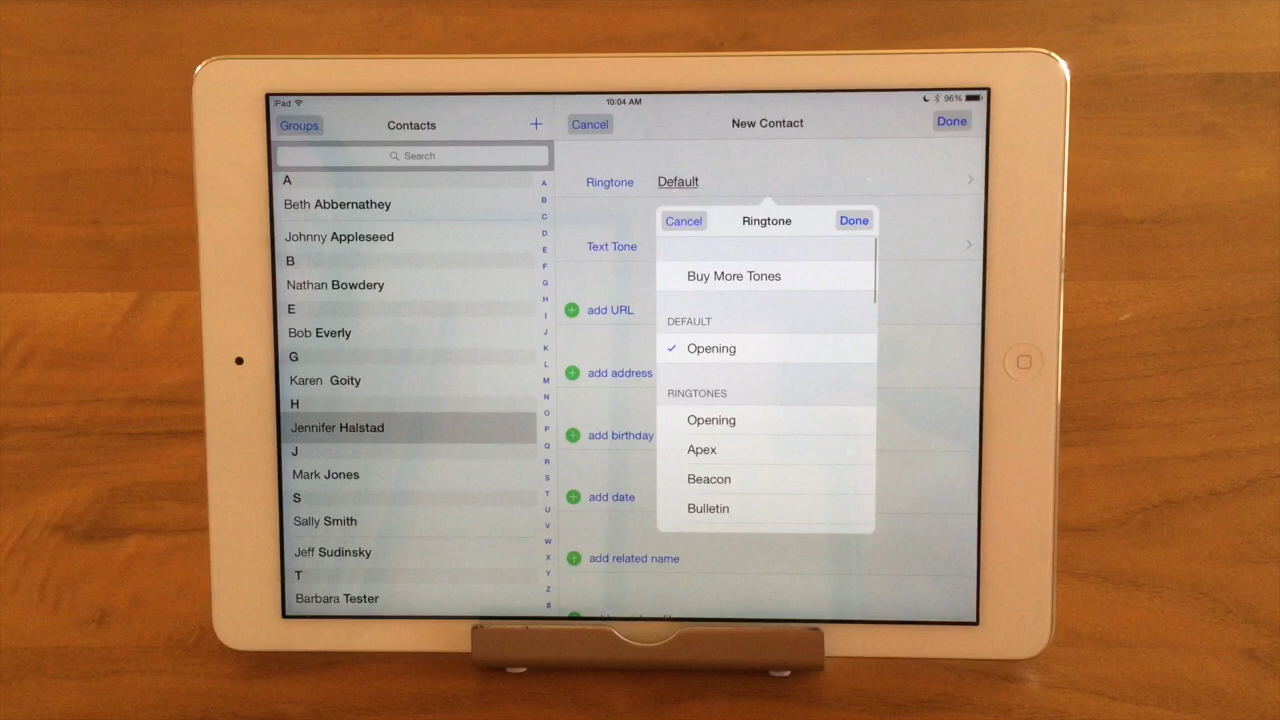 iPad
10:04 AM
96%
Groups
Contacts
+
Search
A
Beth Abbernathey
Johnny Appleseed
B
Nathan Bowdery
E
Bob Everly
G
Karen Goity
H
Jennifer Halstad
J
Mark Jones
S
Sally Smith
Jeff Sudinsky
T
Barbara Tester
A
B
C
D
E
F
G
H
I
J
K
L
M
N
O
P
Q
R
S
T
U
V
W
X
Y
Z
#
Cancel
New Contact
Done
Ringtone Default
Text Tone
add URL
add address
add birthday
add date
add related name
Cancel
Ringtone
Done
Buy More Tones
DEFAULT
✓ Opening
RINGTONES
Opening
Apex
Beacon
Bulletin